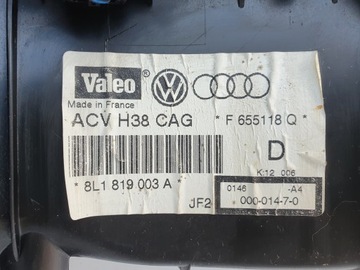 Valeo
Made in France
ACV H38 CAG * F 655118 Q *
D
K:12 006
* 8L1 819 003 A *
JF2
0146 -A4
000-014-7-0